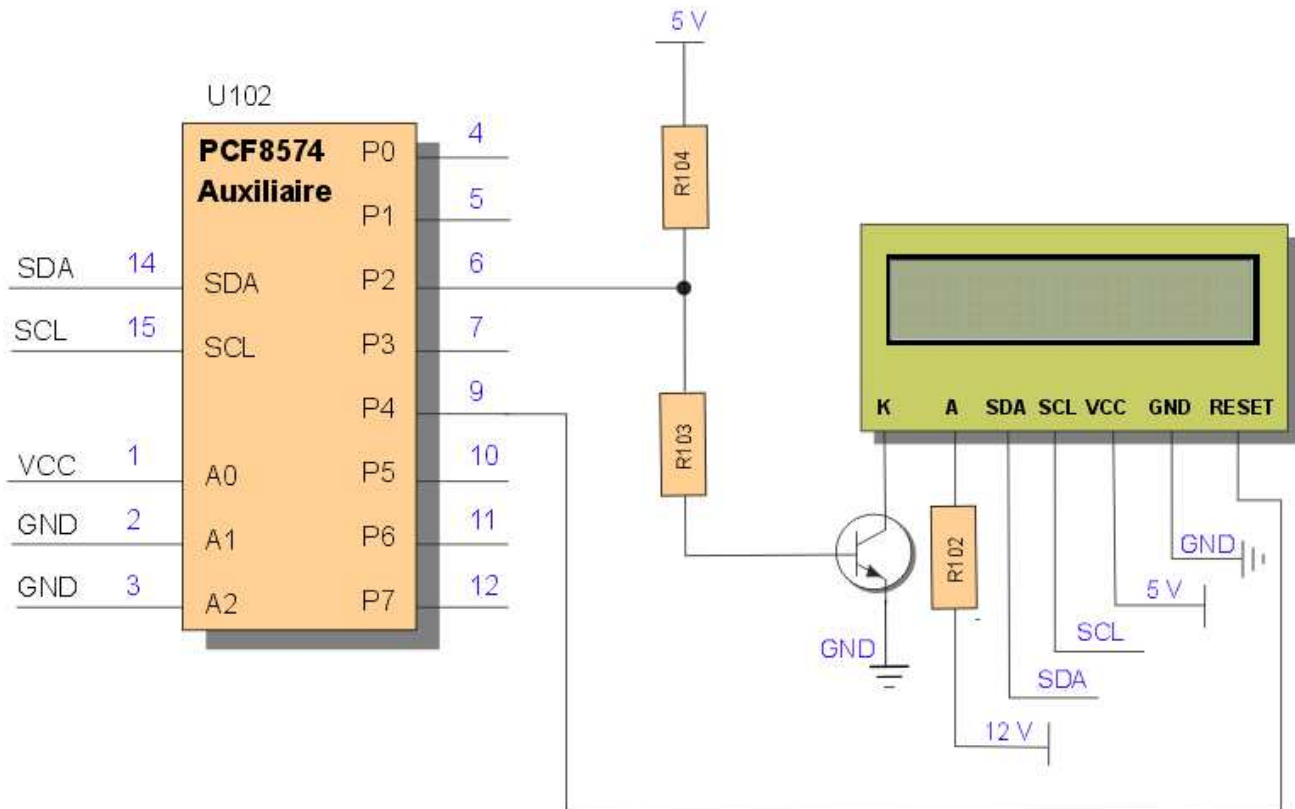 5 V
U102
PCF8574
Auxiliaire
P0 4
P1 5
SDA 14 SDA P2 6
SCL 15 SCL P3 7
P4 9
VCC 1 A0 P5 10
GND 2 A1 P6 11
GND 3 A2 P7 12
R104
R103
K A SDA SCL VCC GND RESET
R102
GND
GND
5 V
SCL
SDA
12 V